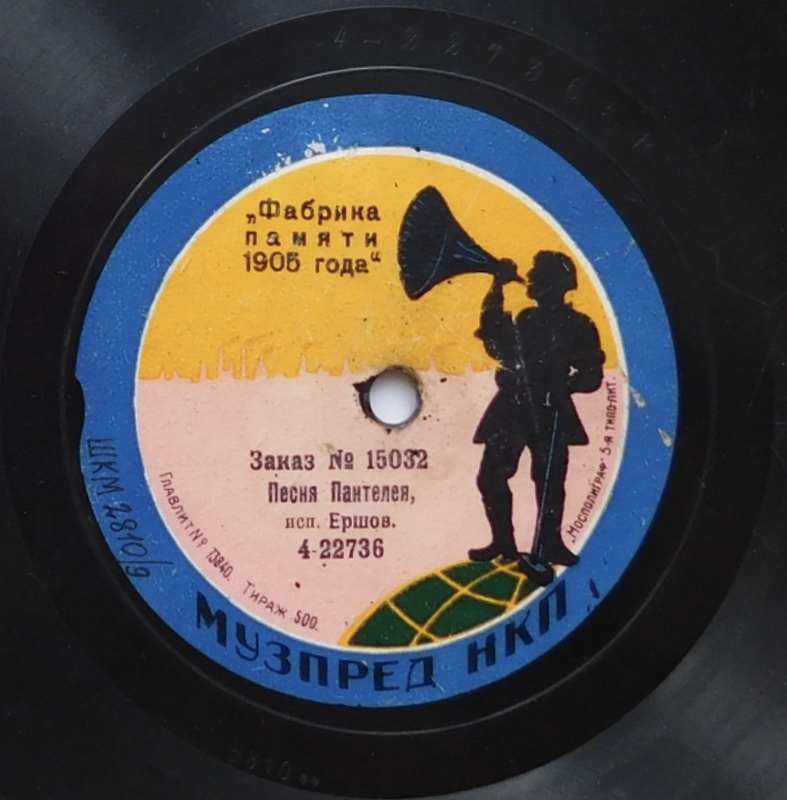 „Фабрика
памяти
1905 года“
Заказ № 15032
Песня Пантелея,
исп. Ершов.
4-22736
Главлит № 73840. Тираж 500.
„Мосполиграф“ 5-я типо-лит.
МУЗПРЕД НКП
ШКМ 2810/9